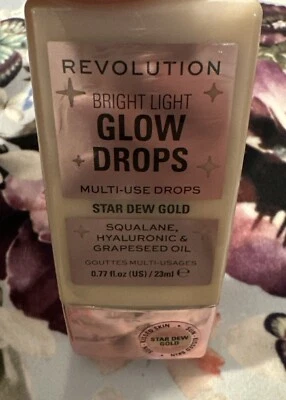 REVOLUTION
BRIGHT LIGHT
GLOW
DROPS
MULTI-USE DROPS
STAR DEW GOLD
SQUALANE,
HYALURONIC &
GRAPESEED OIL
GOUTTES MULTI-USAGES
0.77 fl.oz (US) / 23ml ℮
STAR DEW
GOLD